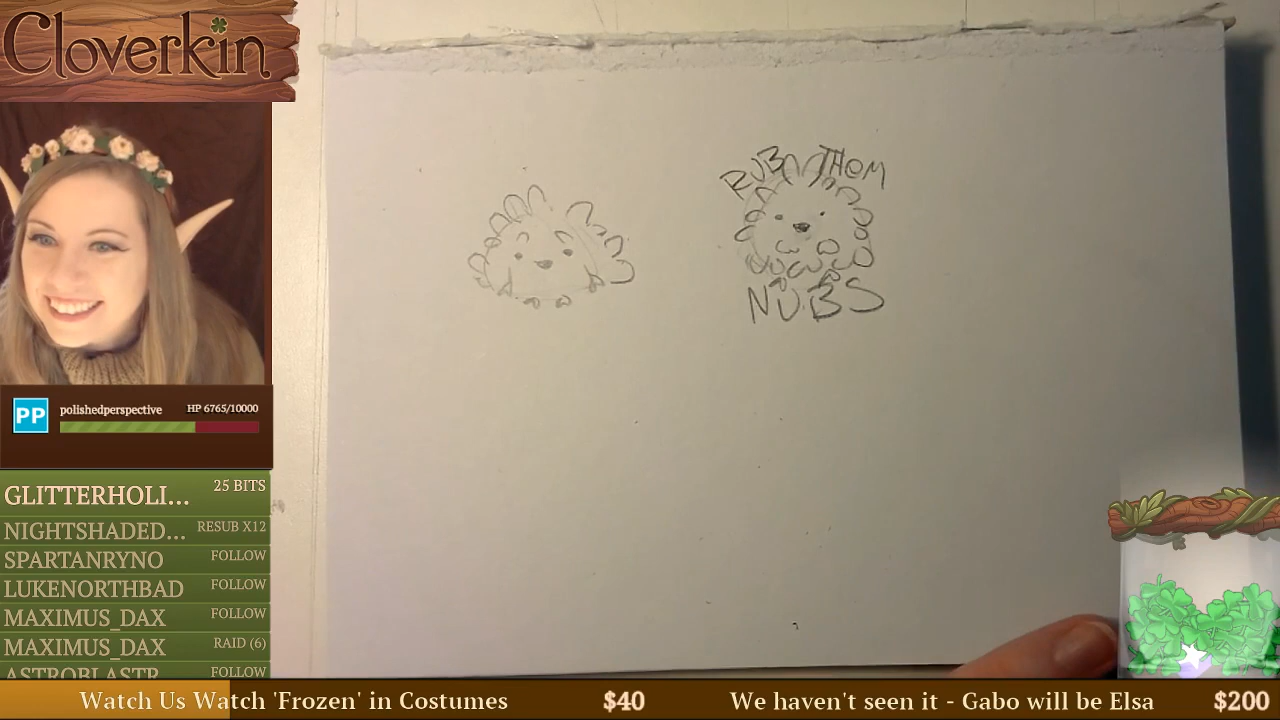 Cloverkin
RUB THEM
NUBS
PP
polishedperspective HP 6765/10000
GLITTERHOLI... 25 BITS
NIGHTSHADED... RESUB X12
SPARTANRYNO FOLLOW
LUKENORTHBAD FOLLOW
MAXIMUS_DAX FOLLOW
MAXIMUS_DAX RAID (6)
ASTROBLASTR FOLLOW
Watch Us Watch 'Frozen' in Costumes $40 We haven't seen it - Gabo will be Elsa $200